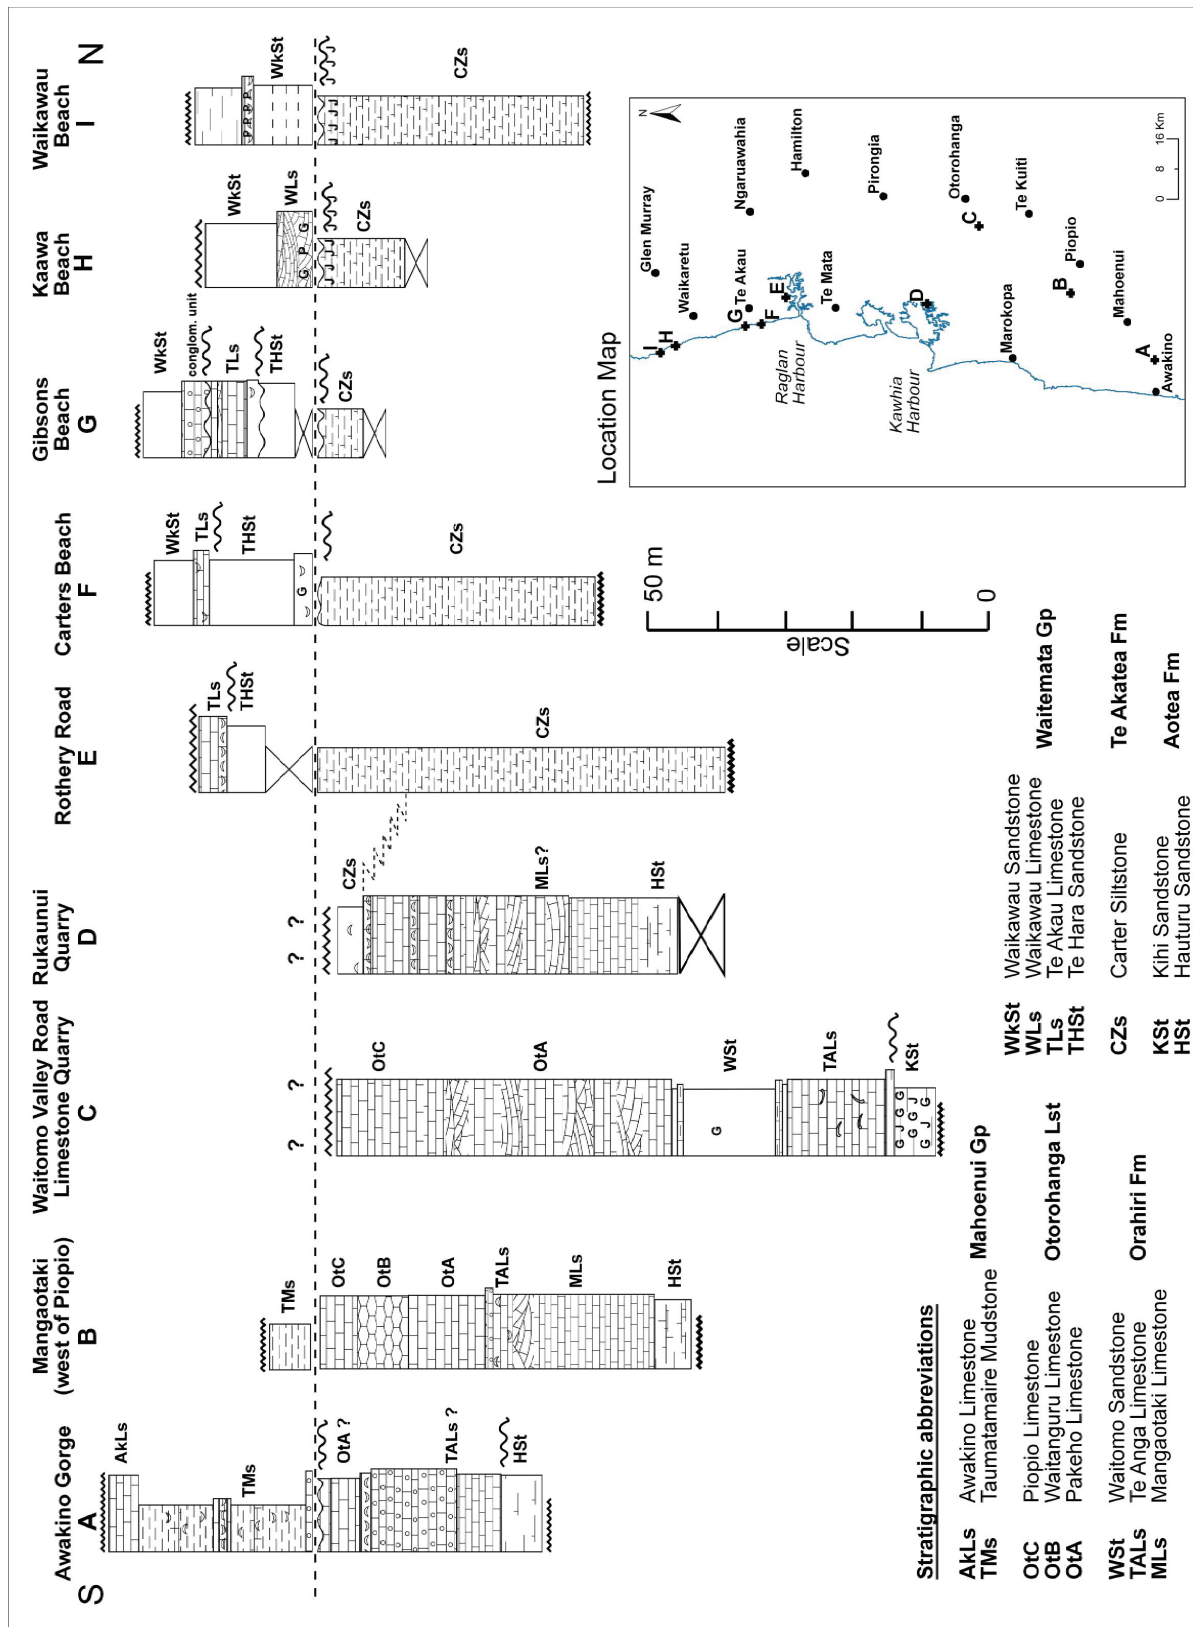 S
N
Awakino Gorge
A
Mangaotaki
(west of Piopio)
B
Waitomo Valley Road
Limestone Quarry
C
Rukaunui
Quarry
D
Rothery Road
E
Carters Beach
F
Gibsons
Beach
G
Kaawa
Beach
H
Waikawau
Beach
I
AkLs
TMs
OtA ?
TALs ?
HSt
TMs
OtC
OtB
OtA
TALs
MLs
HSt
? ?
OtC
OtA
WSt
G
TALs
KSt
G J G G
G G J
G J G
? ?
CZs
MLs?
HSt
TLs
THSt
CZs
WkSt
TLs
THSt
G
CZs
WkSt
conglom. unit
TLs
THSt
CZs
WkSt
WLs
G P G
J J J J
CZs
P P P P
WkSt
J J J J
CZs
Scale
50 m
0
Location Map
N
Glen Murray
Waikaretu
Ngaruawahia
Te Akau
Hamilton
Raglan
Harbour
Te Mata
Pirongia
Kawhia
Harbour
Otorohanga
Te Kuiti
Marokopa
Piopio
Mahoenui
Awakino
A
B
C
D
E
F
G
H
I
0 8 16 Km
Stratigraphic abbreviations
AkLs Awakino Limestone
TMs Taumatamaire Mudstone
Mahoenui Gp
OtC Piopio Limestone
OtB Waitanguru Limestone
OtA Pakeho Limestone
Otorohanga Lst
WSt Waitomo Sandstone
TALs Te Anga Limestone
MLs Mangaotaki Limestone
Orahiri Fm
WkSt Waikawau Sandstone
WLs Waikawau Limestone
TLs Te Akau Limestone
THSt Te Hara Sandstone
Waitemata Gp
CZs Carter Siltstone
Te Akatea Fm
KSt Kihi Sandstone
HSt Hauturu Sandstone
Aotea Fm